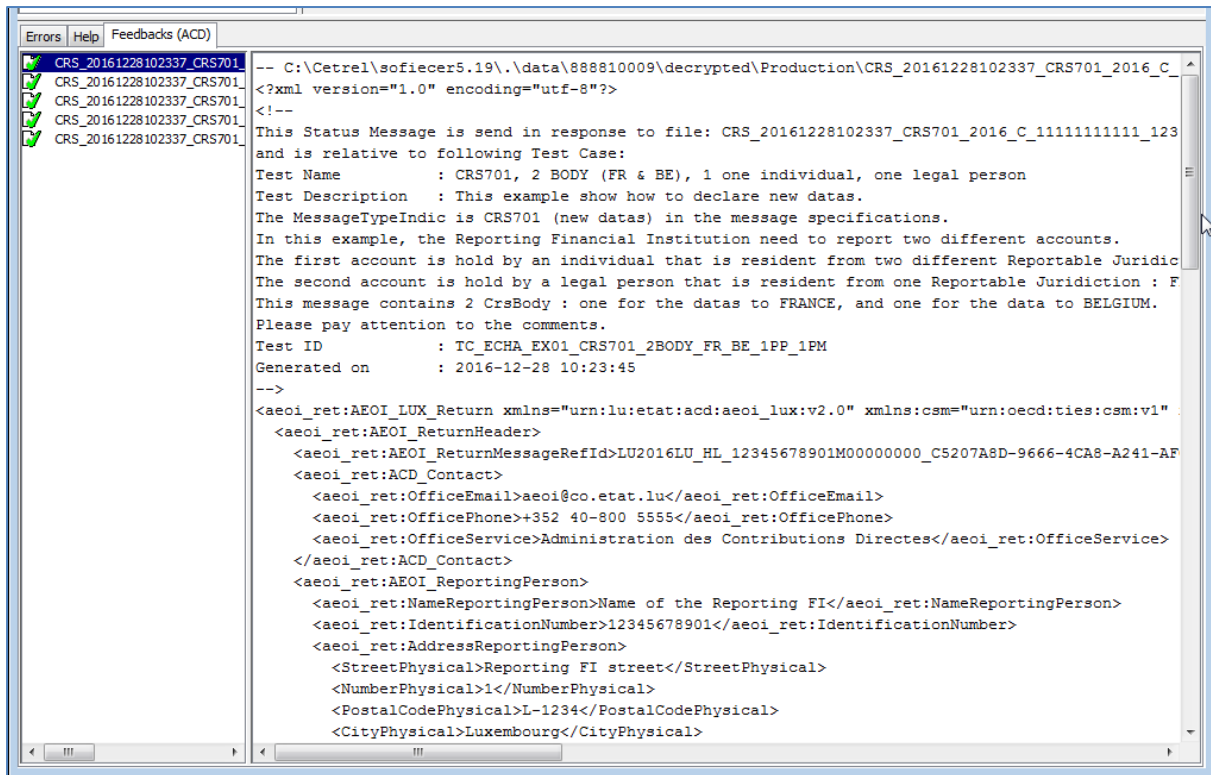 Errors Help Feedbacks (ACD)
CRS_20161228102337_CRS701_
CRS_20161228102337_CRS701_
CRS_20161228102337_CRS701_
CRS_20161228102337_CRS701_
CRS_20161228102337_CRS701_
-- C:\Cetrel\sofiecer5.19\.\data\888810009\decrypted\Production\CRS_20161228102337_CRS701_2016_C_
<?xml version="1.0" encoding="utf-8"?>
<!--
This Status Message is send in response to file: CRS_20161228102337_CRS701_2016_C_11111111111_123
and is relative to following Test Case:
Test Name : CRS701, 2 BODY (FR & BE), 1 one individual, one legal person
Test Description : This example show how to declare new datas.
The MessageTypeIndic is CRS701 (new datas) in the message specifications.
In this example, the Reporting Financial Institution need to report two different accounts.
The first account is hold by an individual that is resident from two different Reportable Juridic
The second account is hold by a legal person that is resident from one Reportable Juridiction : F
This message contains 2 CrsBody : one for the datas to FRANCE, and one for the data to BELGIUM.
Please pay attention to the comments.
Test ID : TC_ECHA_EX01_CRS701_2BODY_FR_BE_1PP_1PM
Generated on : 2016-12-28 10:23:45
-->
<aeoi_ret:AEOI_LUX_Return xmlns="urn:lu:etat:acd:aeoi_lux:v2.0" xmlns:csm="urn:oecd:ties:csm:v1"
<aeoi_ret:AEOI_ReturnHeader>
<aeoi_ret:AEOI_ReturnMessageRefId>LU2016LU_HL_12345678901M00000000_C5207A8D-9666-4CA8-A241-AF
<aeoi_ret:ACD_Contact>
<aeoi_ret:OfficeEmail>aeoi@co.etat.lu</aeoi_ret:OfficeEmail>
<aeoi_ret:OfficePhone>+352 40-800 5555</aeoi_ret:OfficePhone>
<aeoi_ret:OfficeService>Administration des Contributions Directes</aeoi_ret:OfficeService>
</aeoi_ret:ACD_Contact>
<aeoi_ret:AEOI_ReportingPerson>
<aeoi_ret:NameReportingPerson>Name of the Reporting FI</aeoi_ret:NameReportingPerson>
<aeoi_ret:IdentificationNumber>12345678901</aeoi_ret:IdentificationNumber>
<aeoi_ret:AddressReportingPerson>
<StreetPhysical>Reporting FI street</StreetPhysical>
<NumberPhysical>1</NumberPhysical>
<PostalCodePhysical>L-1234</PostalCodePhysical>
<CityPhysical>Luxembourg</CityPhysical>